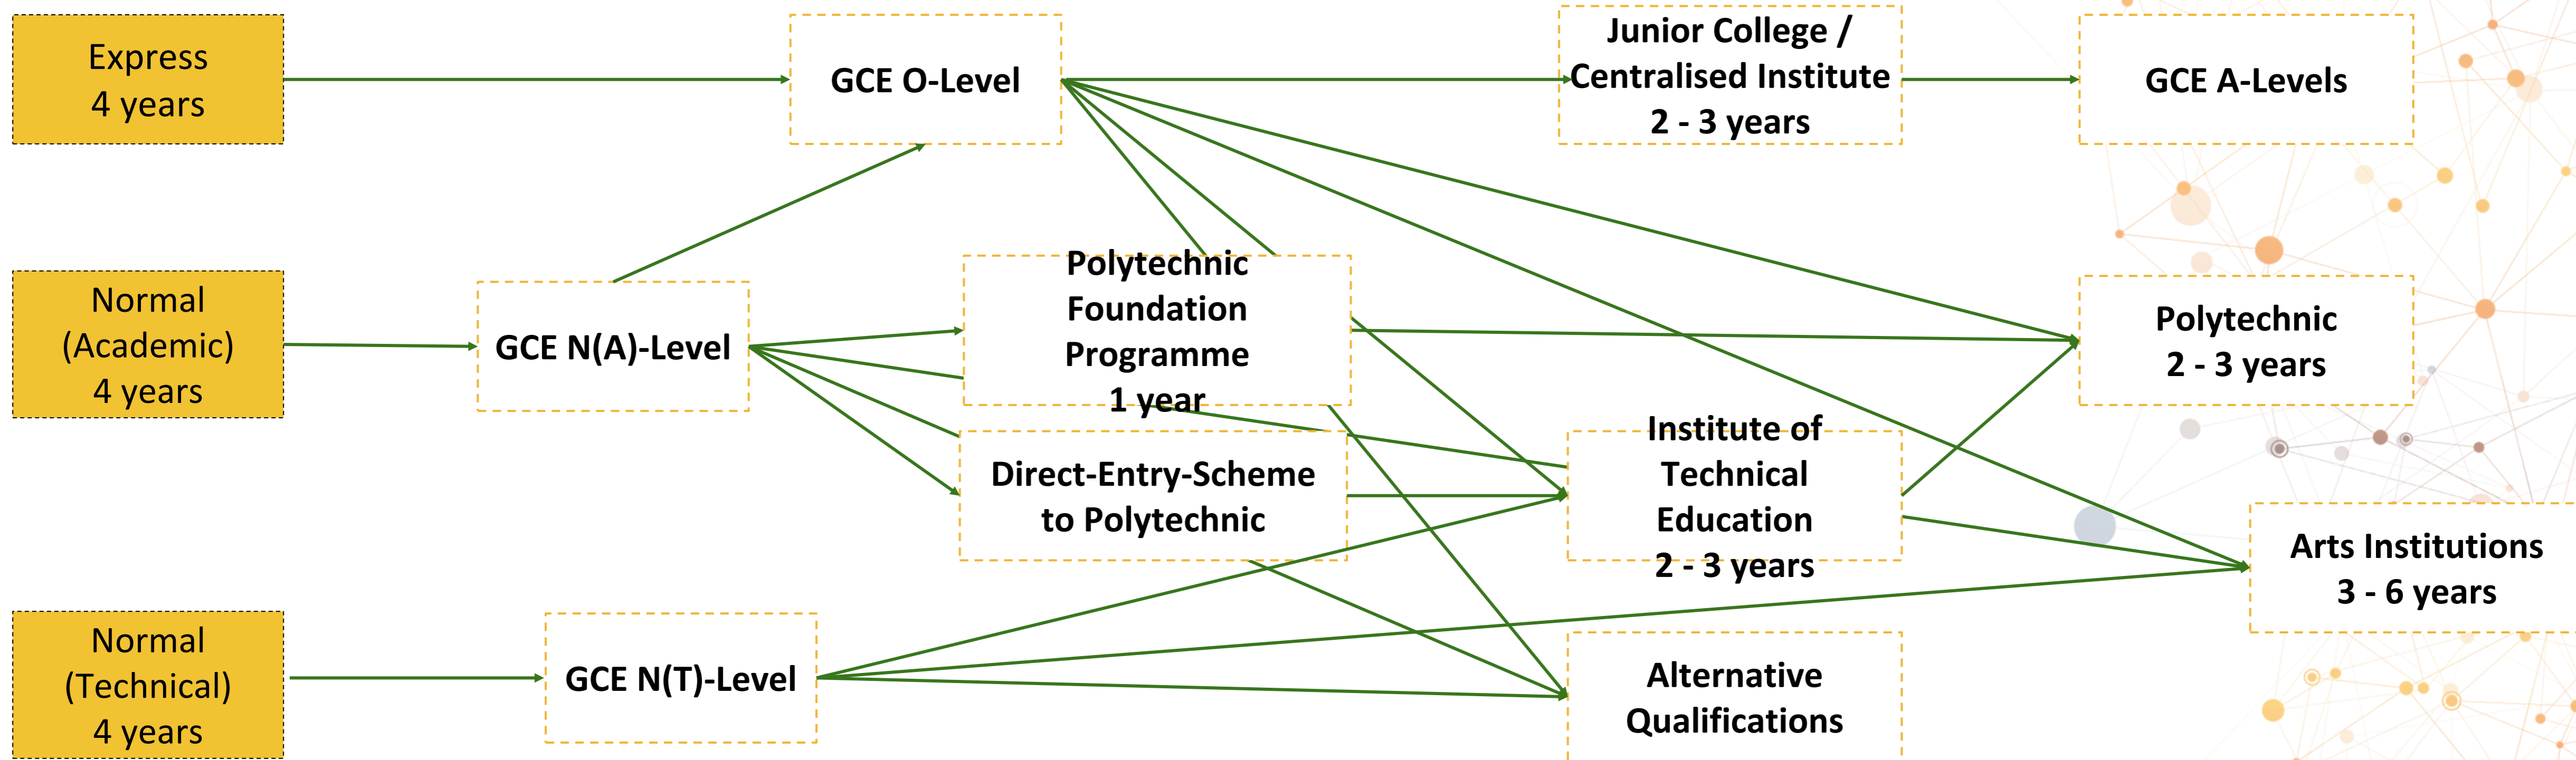 Express
4 years
GCE O-Level
Junior College /
Centralised Institute
2 - 3 years
GCE A-Levels
Normal
(Academic)
4 years
GCE N(A)-Level
Polytechnic
Foundation
Programme
1 year
Polytechnic
2 - 3 years
Direct-Entry-Scheme
to Polytechnic
Institute of
Technical
Education
2 - 3 years
Arts Institutions
3 - 6 years
Normal
(Technical)
4 years
GCE N(T)-Level
Alternative
Qualifications